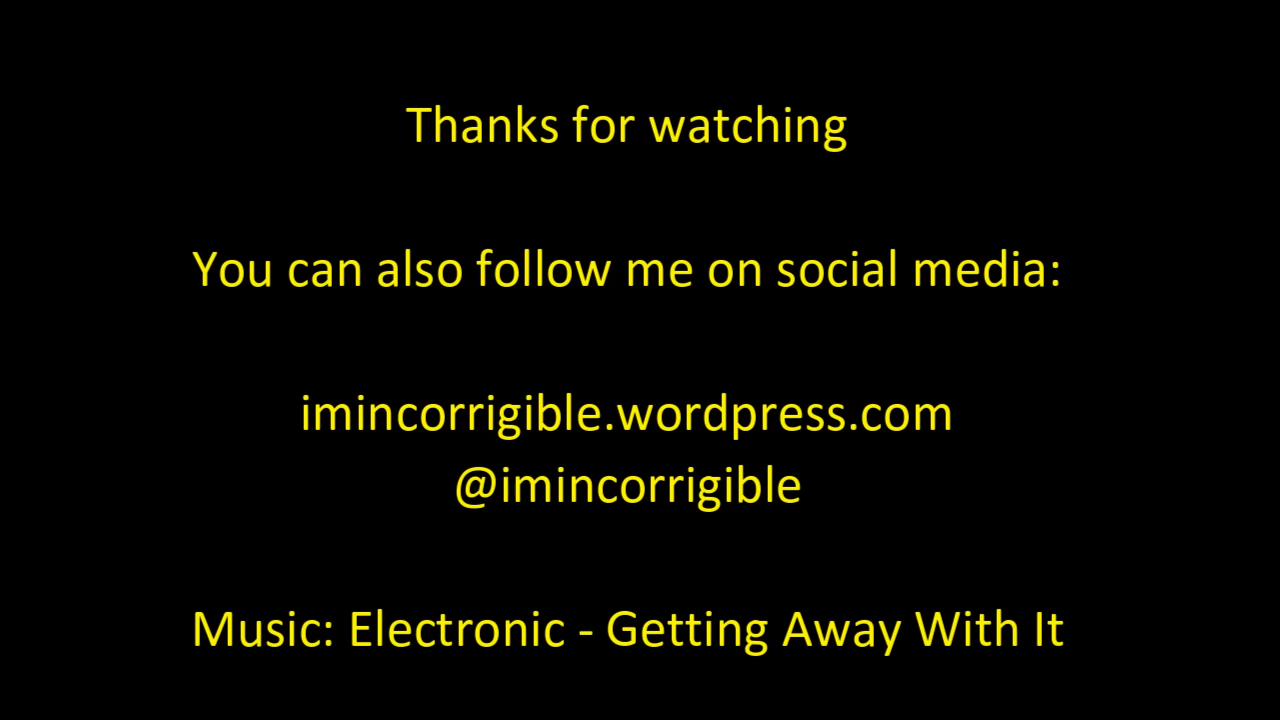 Thanks for watching
You can also follow me on social media:
imincorrigible.wordpress.com
@imincorrigible
Music: Electronic - Getting Away With It